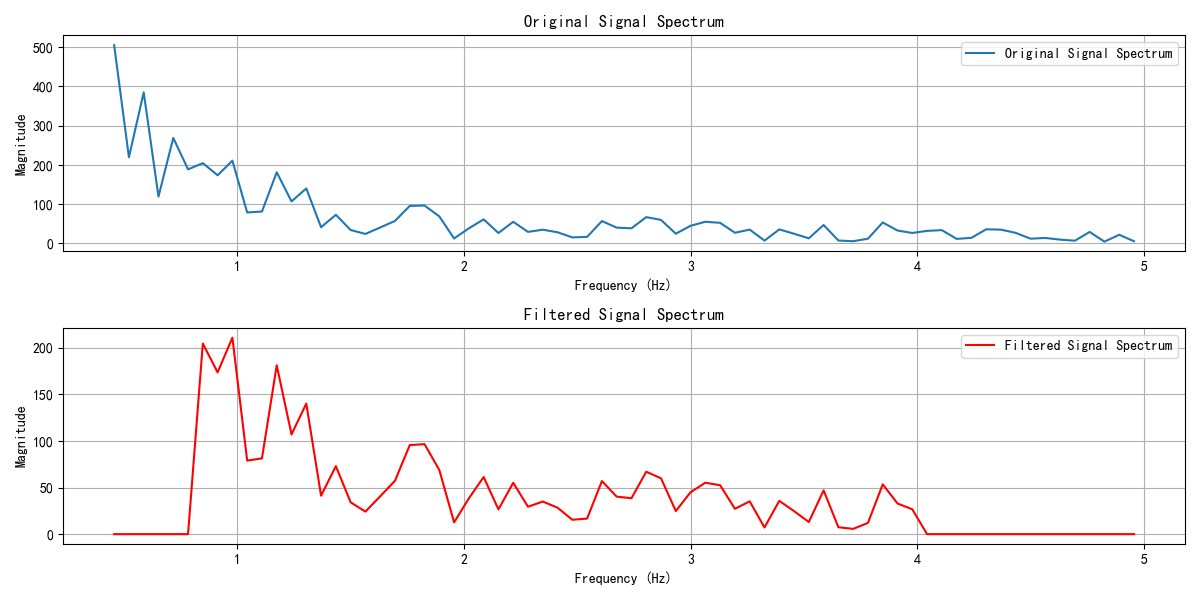 Original Signal Spectrum
500
400
300
200
100
0
Magnitude
Original Signal Spectrum
1 2 3 4 5
Frequency (Hz)
Filtered Signal Spectrum
200
150
100
50
0
Magnitude
Filtered Signal Spectrum
1 2 3 4 5
Frequency (Hz)